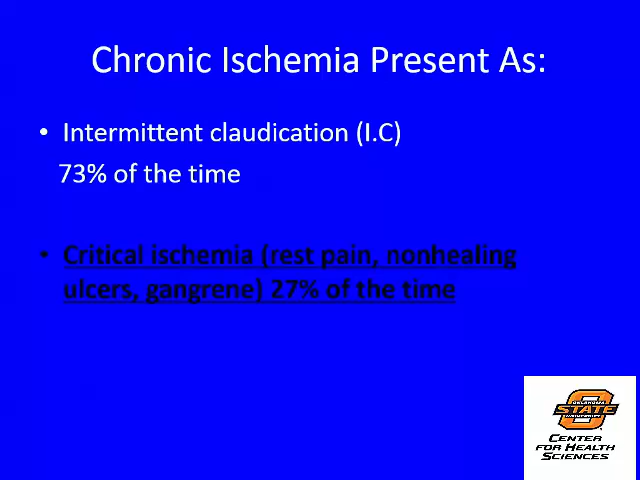 Chronic Ischemia Present As:
• Intermittent claudication (I.C)
73% of the time
• Critical ischemia (rest pain, nonhealing
ulcers, gangrene) 27% of the time
OKLAHOMA
STATE
UNIVERSITY
CENTER
FOR HEALTH
SCIENCES